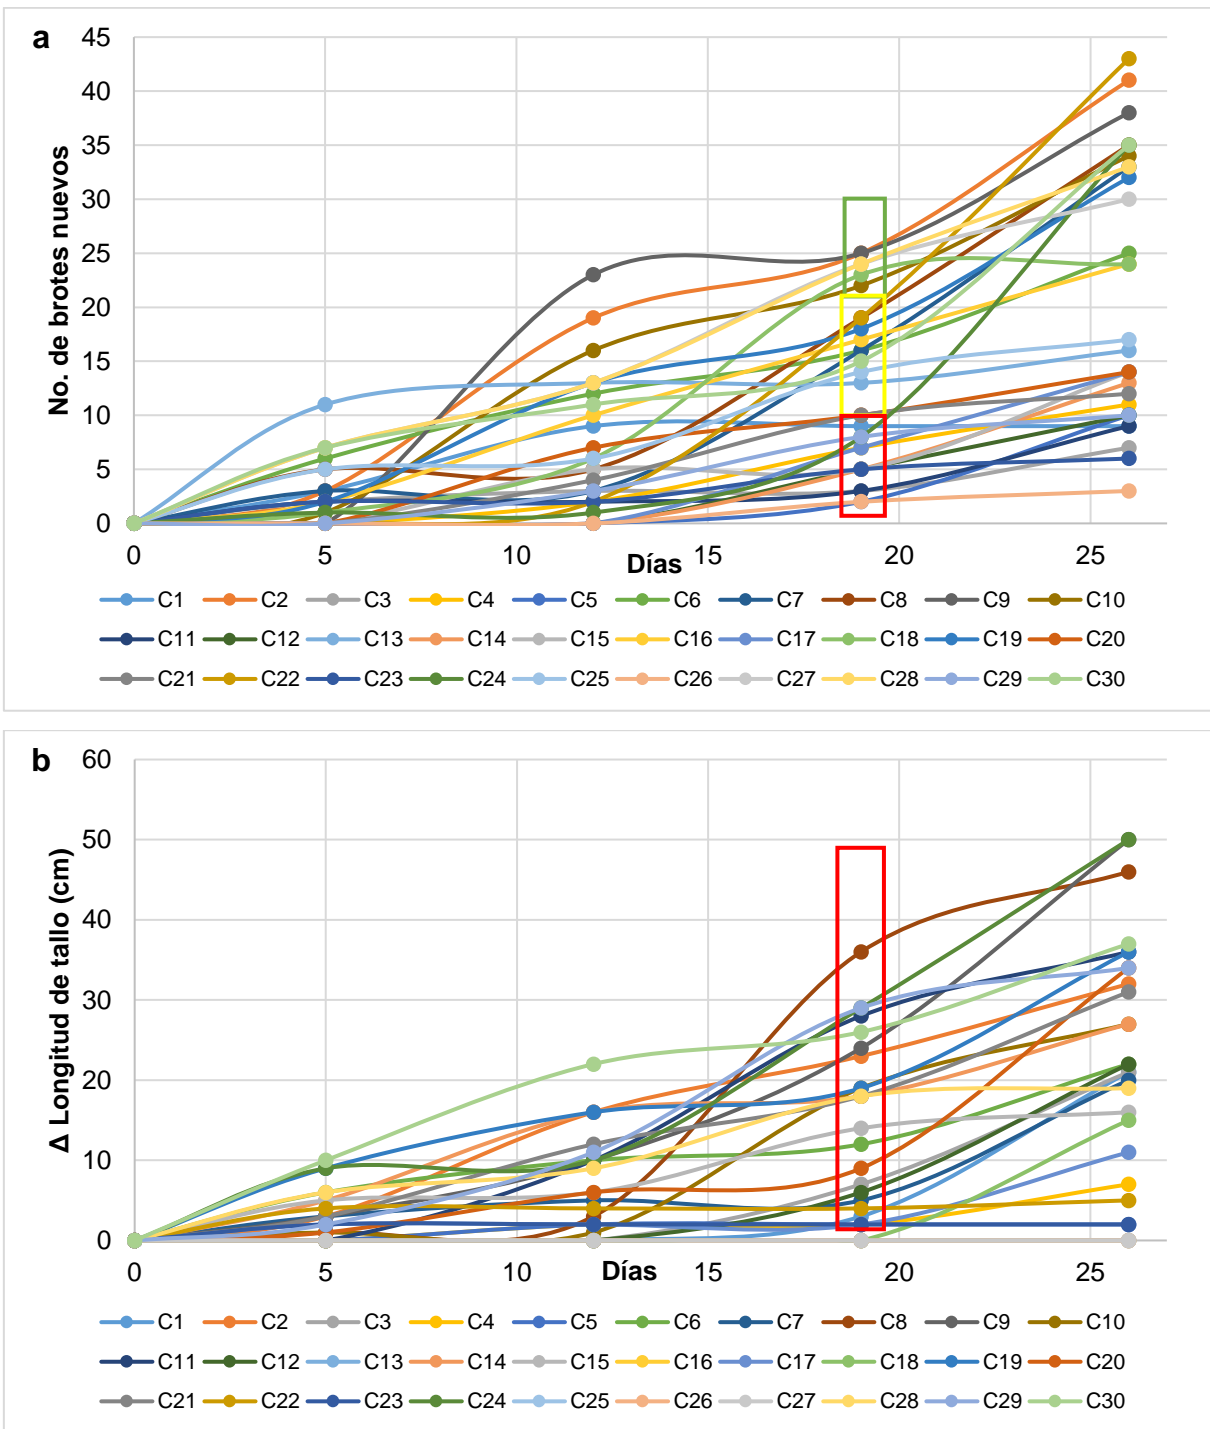 a
45
40
35
30
25
20
15
10
5
0
No. de brotes nuevos
0 5 10 15 20 25
Días
C1 C2 C3 C4 C5 C6 C7 C8 C9 C10
C11 C12 C13 C14 C15 C16 C17 C18 C19 C20
C21 C22 C23 C24 C25 C26 C27 C28 C29 C30
b
60
50
40
30
20
10
0
Δ Longitud de tallo (cm)
0 5 10 15 20 25
Días
C1 C2 C3 C4 C5 C6 C7 C8 C9 C10
C11 C12 C13 C14 C15 C16 C17 C18 C19 C20
C21 C22 C23 C24 C25 C26 C27 C28 C29 C30